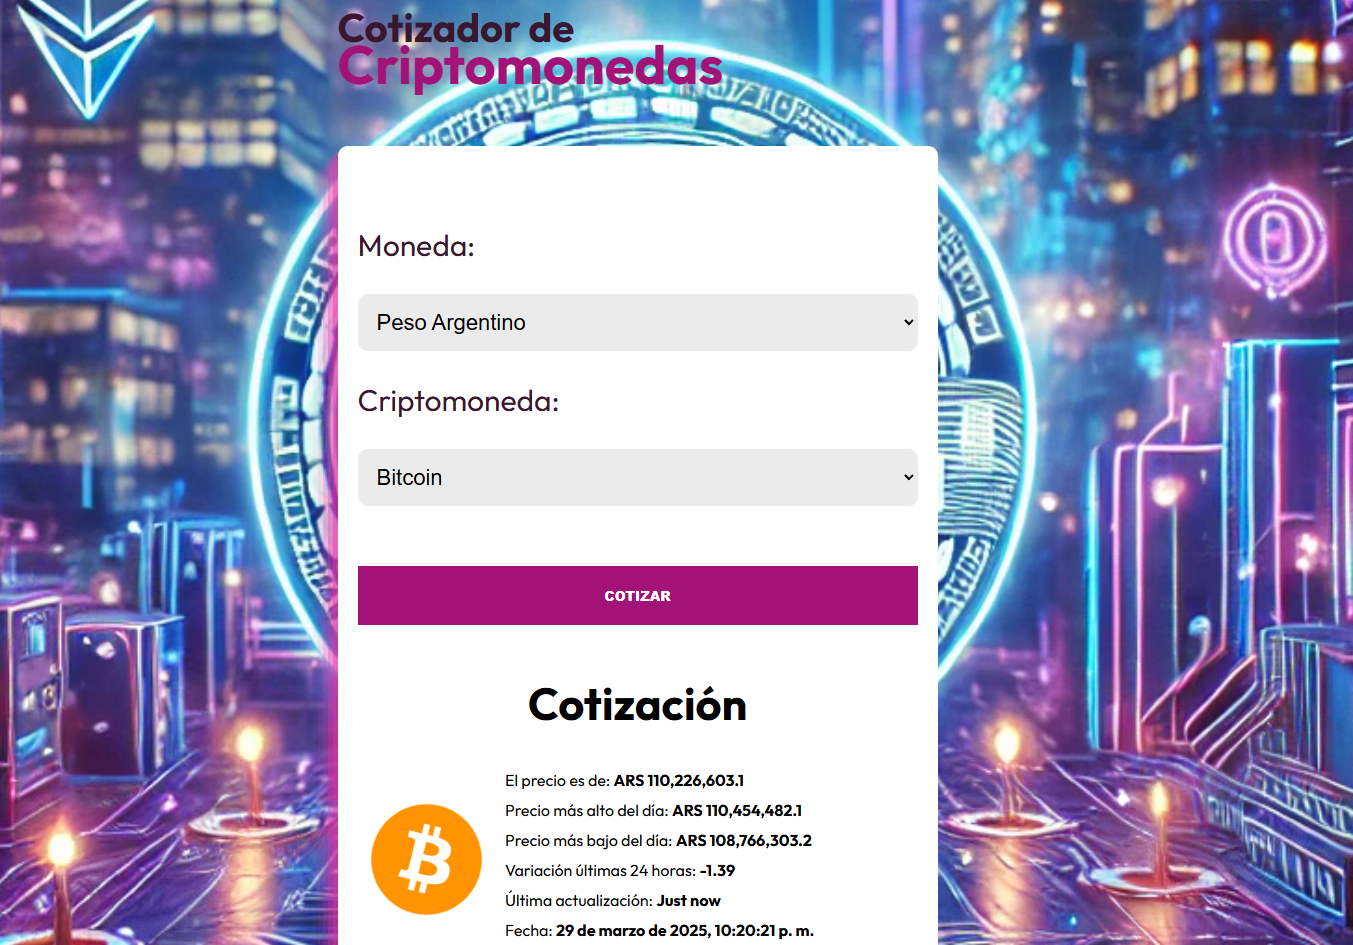 Cotizador de
Criptomonedas
Moneda:
Peso Argentino
Criptomoneda:
Bitcoin
COTIZAR
Cotización
El precio es de: ARS 110,226,603.1
Precio más alto del día: ARS 110,454,482.1
Precio más bajo del día: ARS 108,766,303.2
Variación últimas 24 horas: -1.39
Última actualización: Just now
Fecha: 29 de marzo de 2025, 10:20:21 p. m.